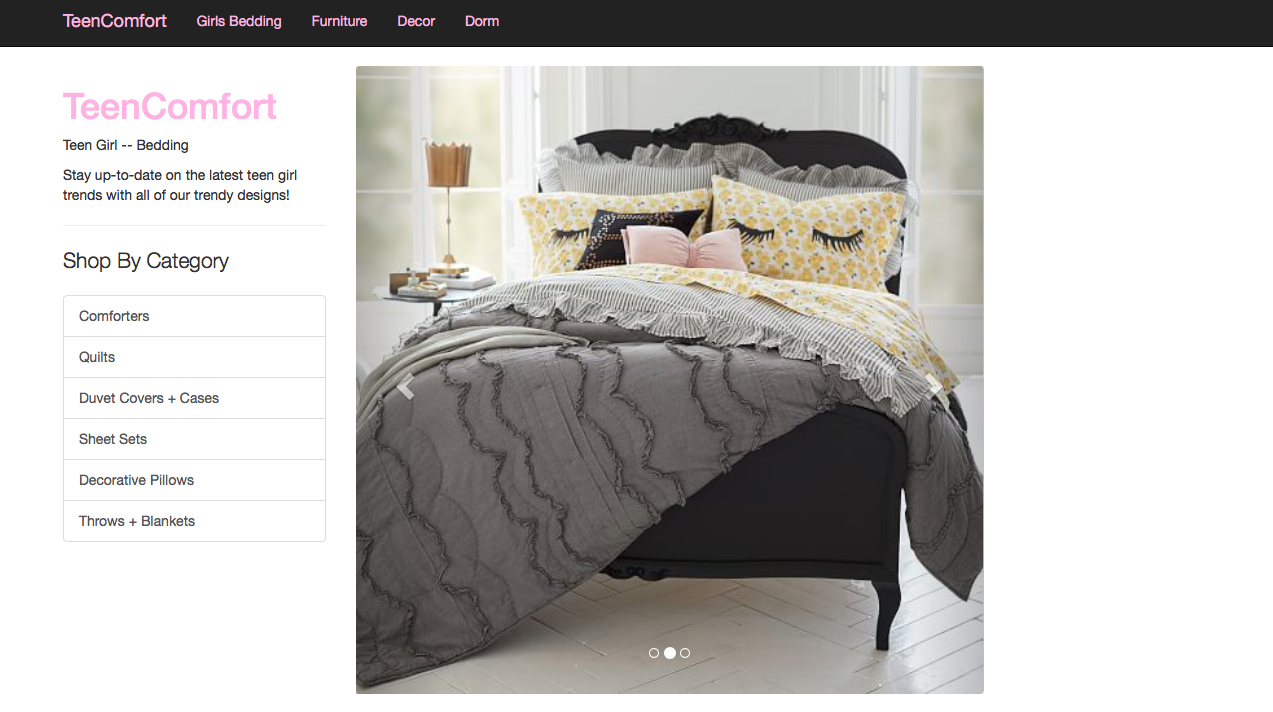 TeenComfort Girls Bedding Furniture Decor Dorm
TeenComfort
Teen Girl -- Bedding
Stay up-to-date on the latest teen girl
trends with all of our trendy designs!
Shop By Category
Comforters
Quilts
Duvet Covers + Cases
Sheet Sets
Decorative Pillows
Throws + Blankets